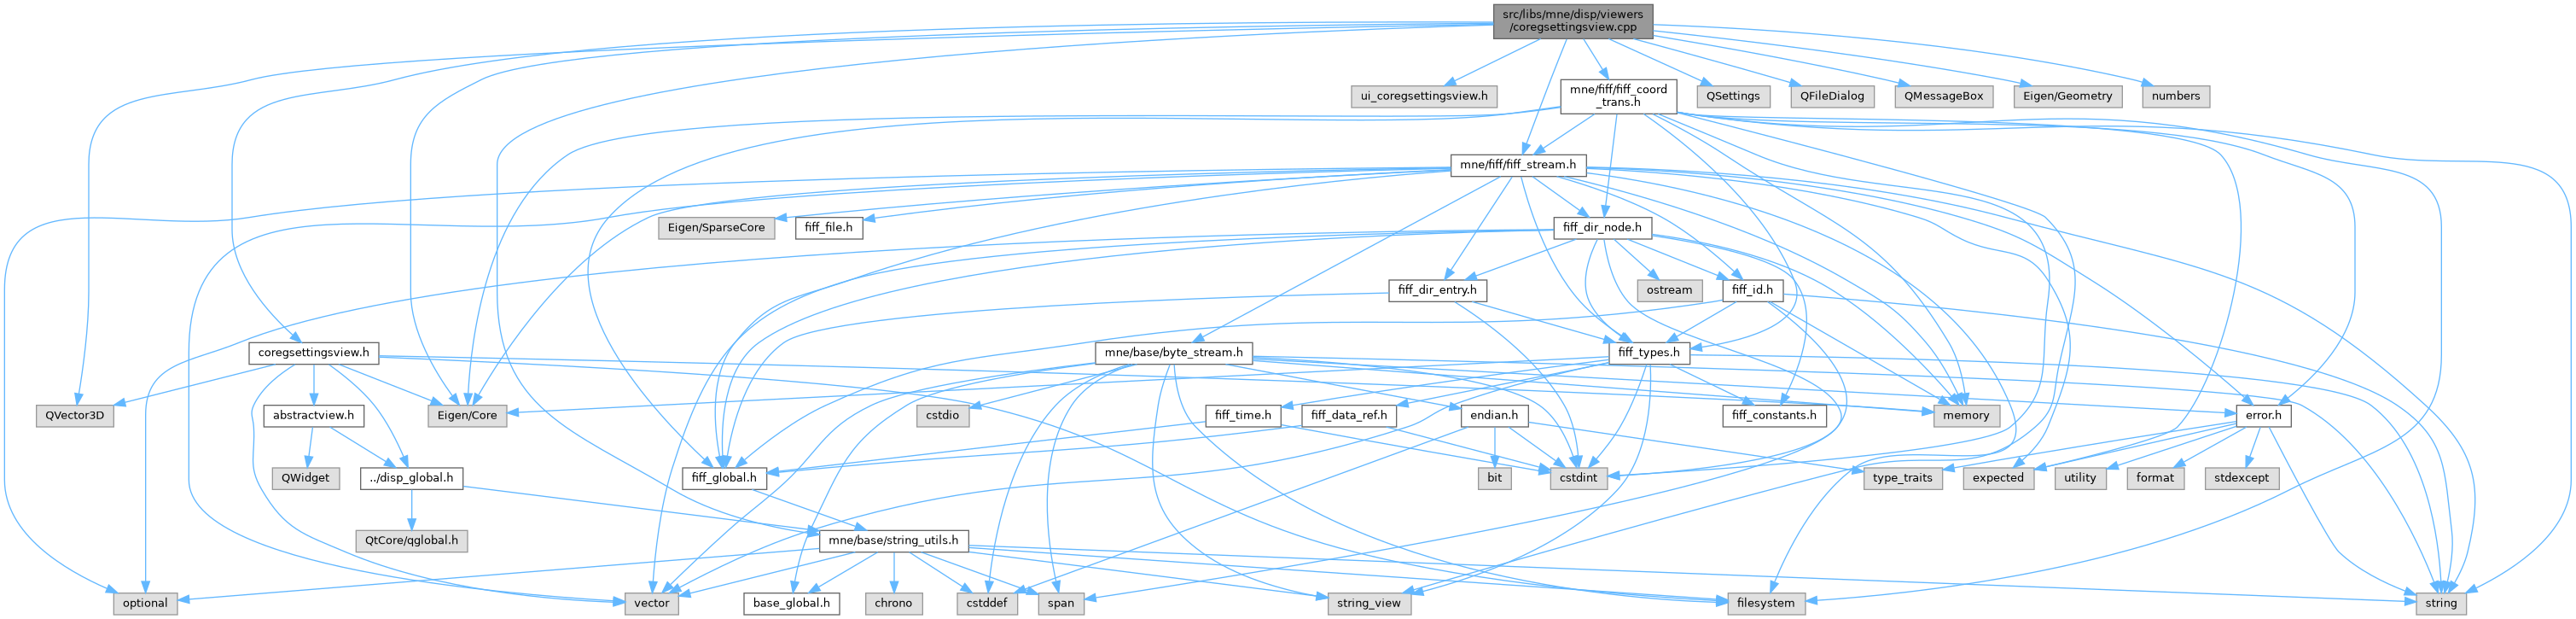 src/libs/mne/disp/viewers
/coregsettingsview.cpp
ui_coregsettingsview.h
mne/fiff/fiff_coord
_trans.h
QSettings
QFileDialog
QMessageBox
Eigen/Geometry
numbers
mne/fiff/fiff_stream.h
Eigen/SparseCore
fiff_file.h
fiff_dir_node.h
fiff_dir_entry.h
ostream
fiff_id.h
coregsettingsview.h
mne/base/byte_stream.h
fiff_types.h
QVector3D
abstractview.h
Eigen/Core
cstdio
fiff_time.h
fiff_data_ref.h
endian.h
fiff_constants.h
memory
error.h
QWidget
../disp_global.h
fiff_global.h
bit
cstdint
type_traits
expected
utility
format
stdexcept
QtCore/qglobal.h
mne/base/string_utils.h
optional
vector
base_global.h
chrono
cstddef
span
string_view
filesystem
string